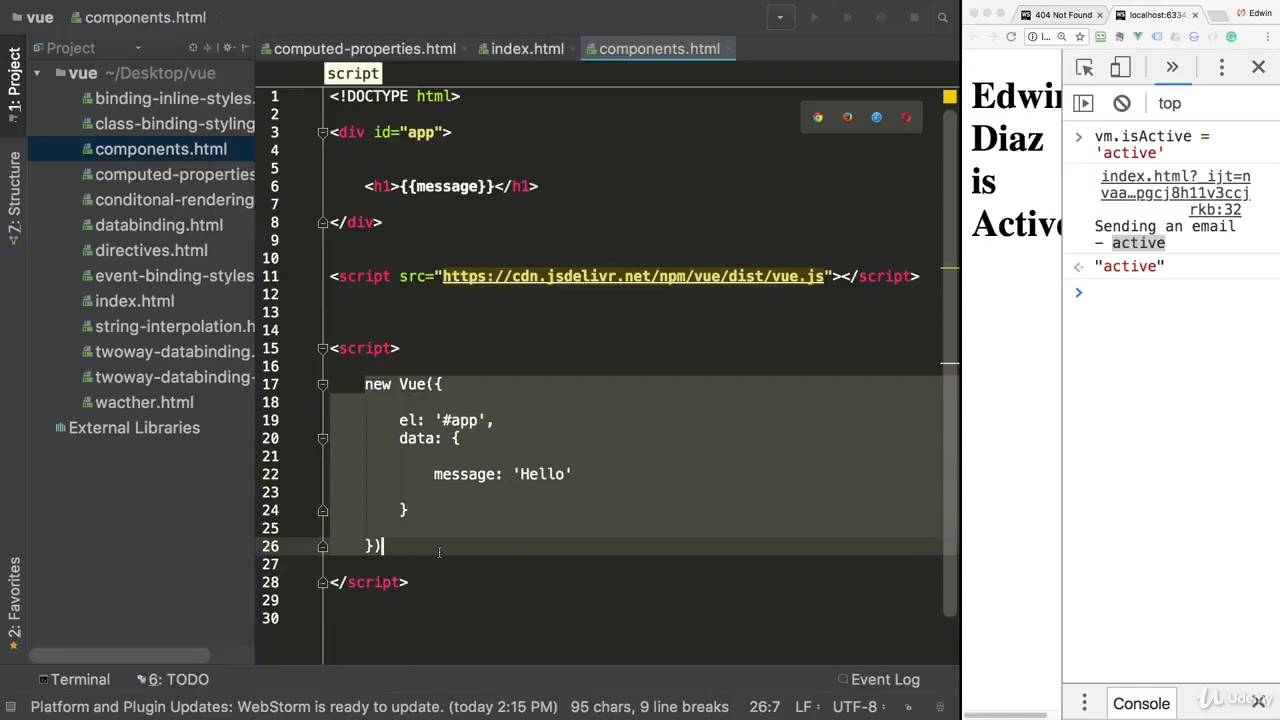 vue components.html
404 Not Found
localhost:6334.
Edwin
Project
computed-properties.html
index.html
components.html
1: Project
Z: Structure
2: Favorites
vue ~/Desktop/vue
binding-inline-styles.
class-binding-styling
components.html
computed-properties
conditonal-rendering
databinding.html
directives.html
event-binding-styles
index.html
string-interpolation.h
twoway-databinding.
twoway-databinding-
wacther.html
External Libraries
script
1 <!DOCTYPE html>
2
3 <div id="app">
4
5
6 <h1>{{message}}</h1>
7
8 </div>
9
10
11 <script src="https://cdn.jsdelivr.net/npm/vue/dist/vue.js"></script>
12
13
14
15 <script>
16
17 new Vue({
18
19 el: '#app',
20 data: {
21
22 message: 'Hello'
23
24 }
25
26 })
27
28 </script>
29
30
Edwin
Diaz
is
Active
top
vm.isActive =
'active'
index.html?_ijt=n
vaa…pgcj8h11v3ccj
rkb:32
Sending an email
- active
"active"
Terminal
6: TODO
Event Log
Platform and Plugin Updates: WebStorm is ready to update. (today 2:15 PM)
95 chars, 9 line breaks
26:7
LF
UTF-8
Console
Udemy